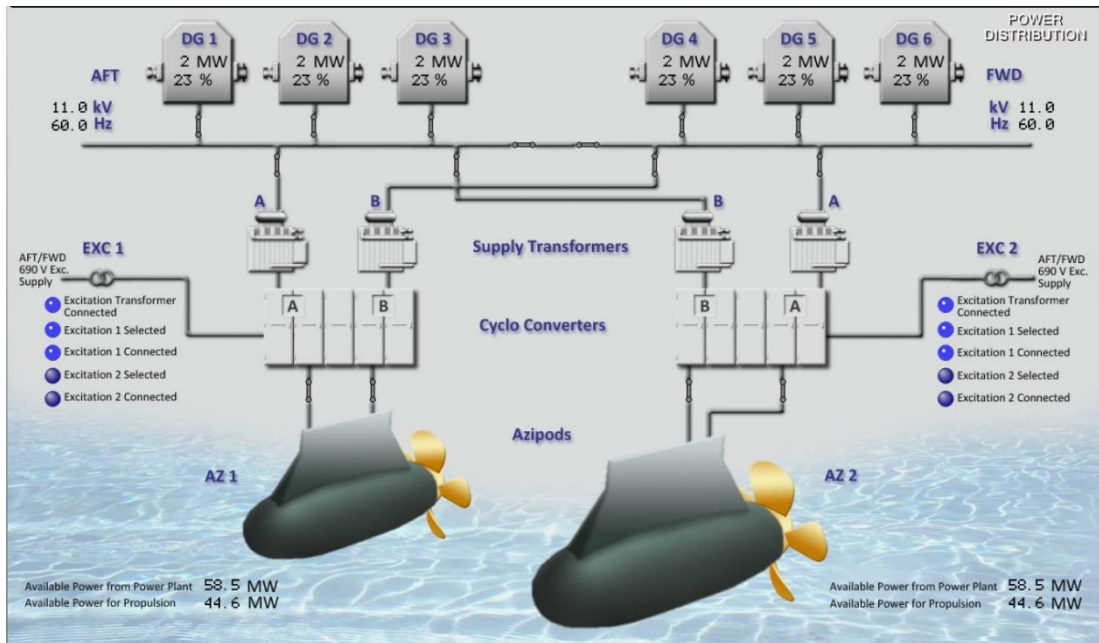 POWER
DISTRIBUTION
DG 1
DG 2
DG 3
DG 4
DG 5
DG 6
2 MW
23 %
2 MW
23 %
2 MW
23 %
2 MW
23 %
2 MW
23 %
2 MW
23 %
AFT
11.0 kV
60.0 Hz
FWD
kV 11.0
Hz 60.0
A
B
B
A
Supply Transformers
EXC 1
AFT/FWD
690 V Exc.
Supply
Excitation Transformer
Connected
Excitation 1 Selected
Excitation 1 Connected
Excitation 2 Selected
Excitation 2 Connected
A
B
Cyclo Converters
B
A
EXC 2
AFT/FWD
690 V Exc.
Supply
Excitation Transformer
Connected
Excitation 1 Selected
Excitation 1 Connected
Excitation 2 Selected
Excitation 2 Connected
Azipods
AZ 1
AZ 2
Available Power from Power Plant 58.5 MW
Available Power for Propulsion 44.6 MW
Available Power from Power Plant 58.5 MW
Available Power for Propulsion 44.6 MW